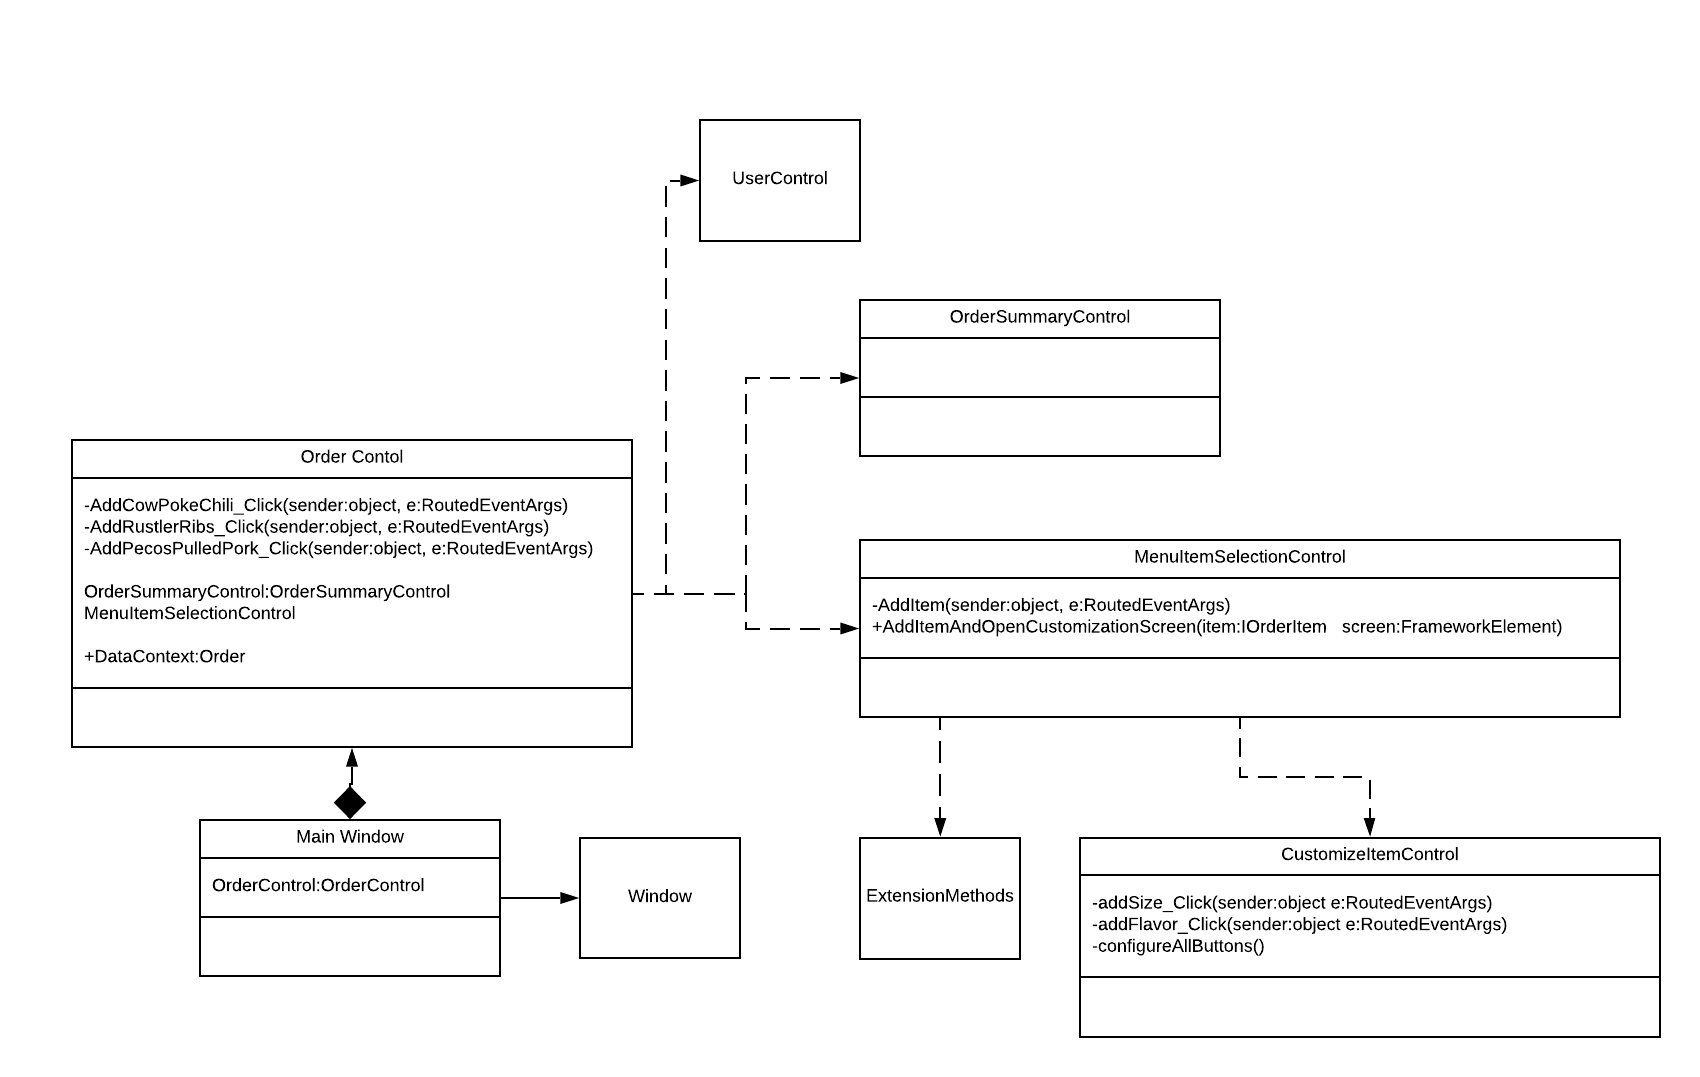 UserControl
OrderSummaryControl
Order Contol
-AddCowPokeChili_Click(sender:object, e:RoutedEventArgs)
-AddRustlerRibs_Click(sender:object, e:RoutedEventArgs)
-AddPecosPulledPork_Click(sender:object, e:RoutedEventArgs)
OrderSummaryControl:OrderSummaryControl
MenuItemSelectionControl
+DataContext:Order
MenuItemSelectionControl
-AddItem(sender:object, e:RoutedEventArgs)
+AddItemAndOpenCustomizationScreen(item:IOrderItem   screen:FrameworkElement)
Main Window
OrderControl:OrderControl
Window
ExtensionMethods
CustomizeItemControl
-addSize_Click(sender:object e:RoutedEventArgs)
-addFlavor_Click(sender:object e:RoutedEventArgs)
-configureAllButtons()